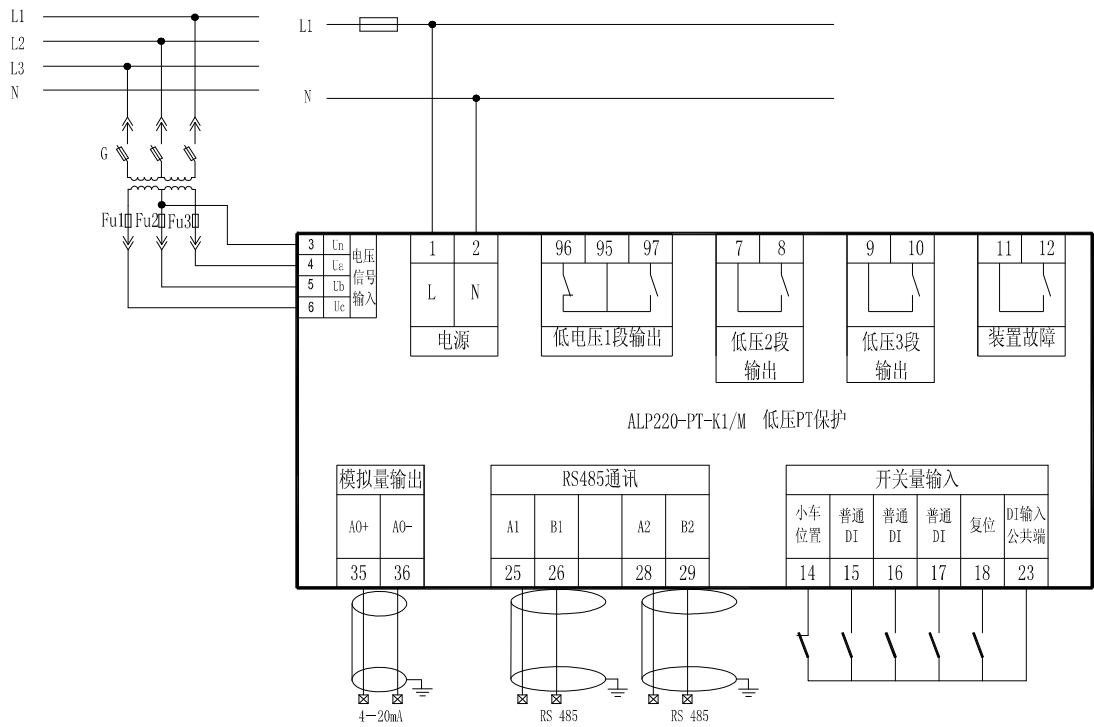 L1
L2
L3
N
L1
N
G
Fu1 Fu2 Fu3
3 Un
4 Ua
5 Ub
6 Uc
电压
信号
输入
1 2
L N
电源
96 95 97
低电压1段输出
7 8
低压2段
输出
9 10
低压3段
输出
11 12
装置故障
ALP220-PT-K1/M 低压PT保护
模拟量输出
AO+ AO-
35 36
RS485通讯
A1 B1 A2 B2
25 26 28 29
开关量输入
小车
位置
普通
DI
普通
DI
普通
DI
复位
DI输入
公共端
14 15 16 17 18 23
4—20mA
RS 485
RS 485